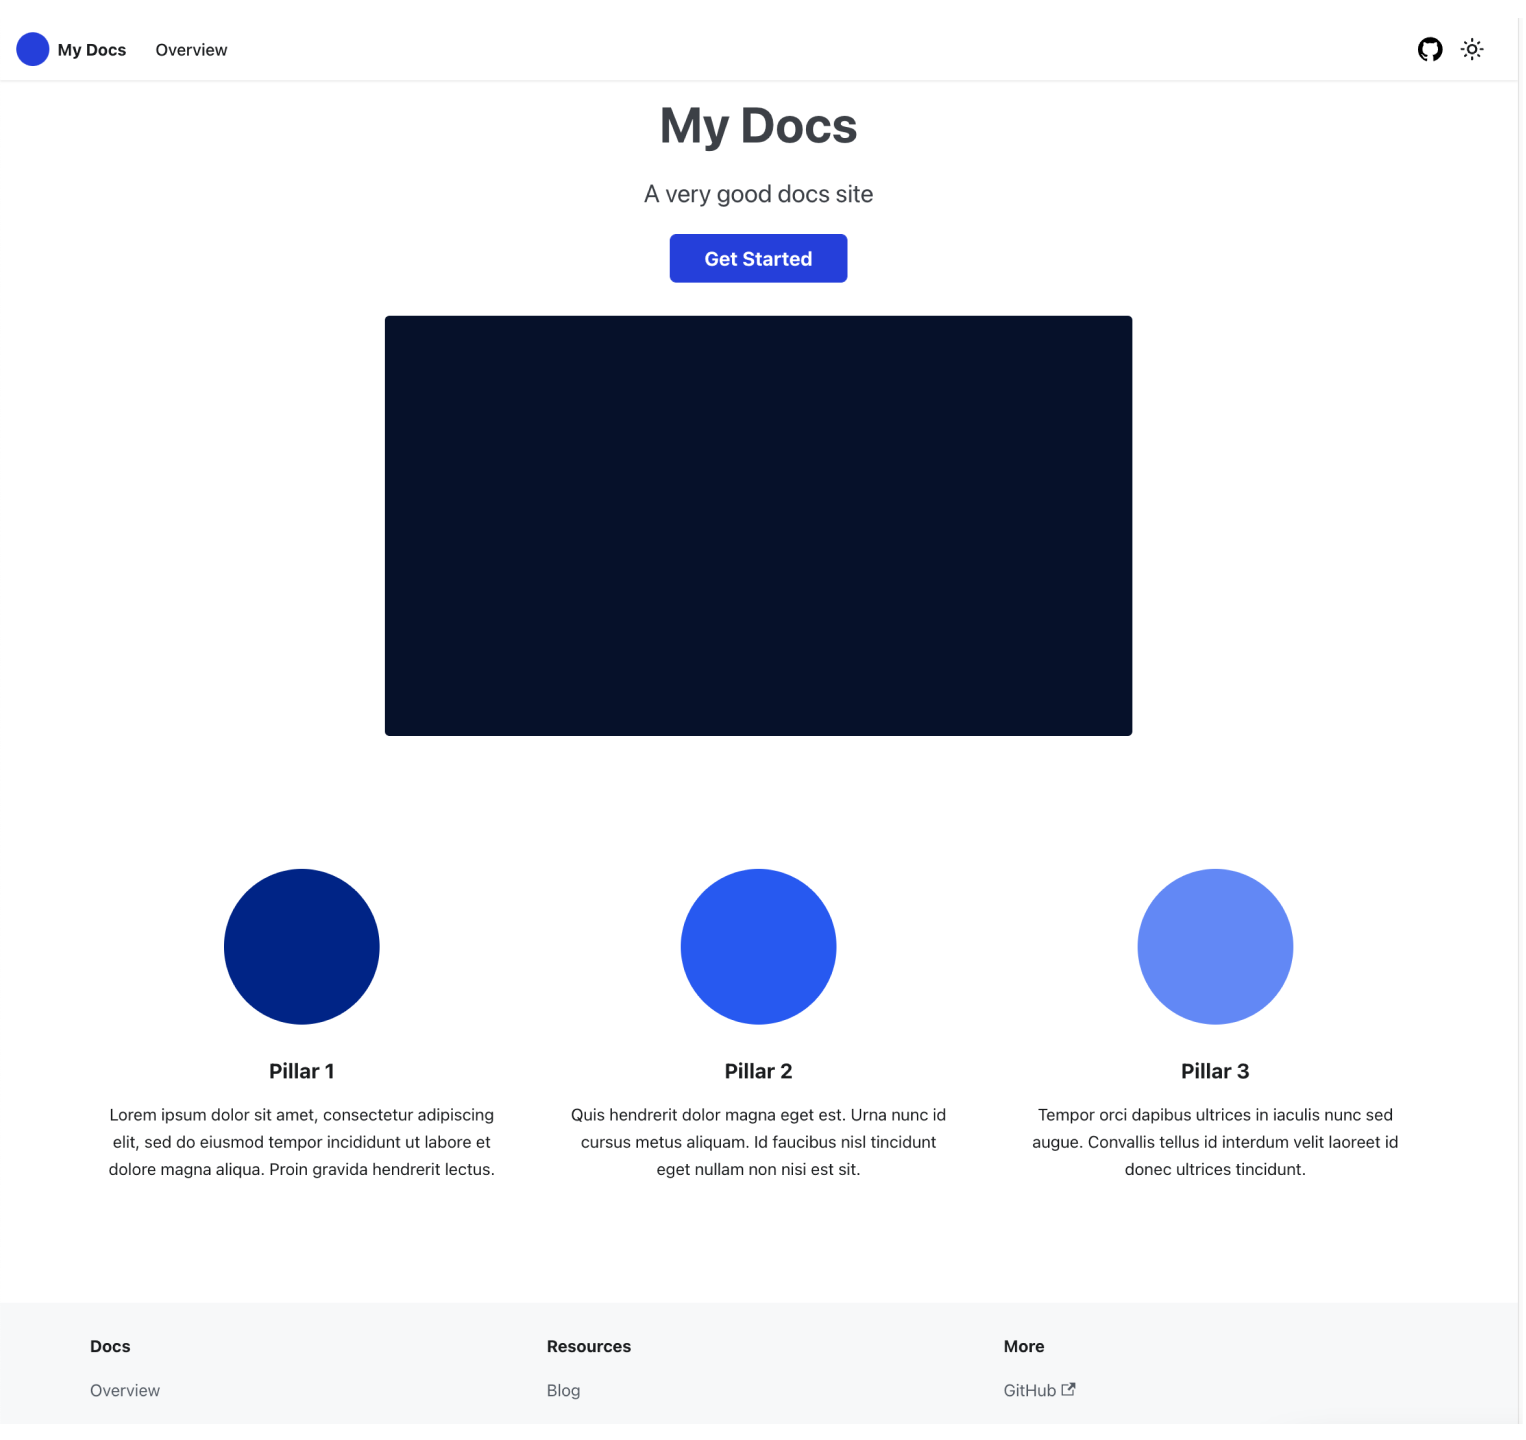 My Docs Overview
My Docs
A very good docs site
Get Started
Pillar 1
Lorem ipsum dolor sit amet, consectetur adipiscing
elit, sed do eiusmod tempor incididunt ut labore et
dolore magna aliqua. Proin gravida hendrerit lectus.
Pillar 2
Quis hendrerit dolor magna eget est. Urna nunc id
cursus metus aliquam. Id faucibus nisl tincidunt
eget nullam non nisi est sit.
Pillar 3
Tempor orci dapibus ultrices in iaculis nunc sed
augue. Convallis tellus id interdum velit laoreet id
donec ultrices tincidunt.
Docs
Overview
Resources
Blog
More
GitHub